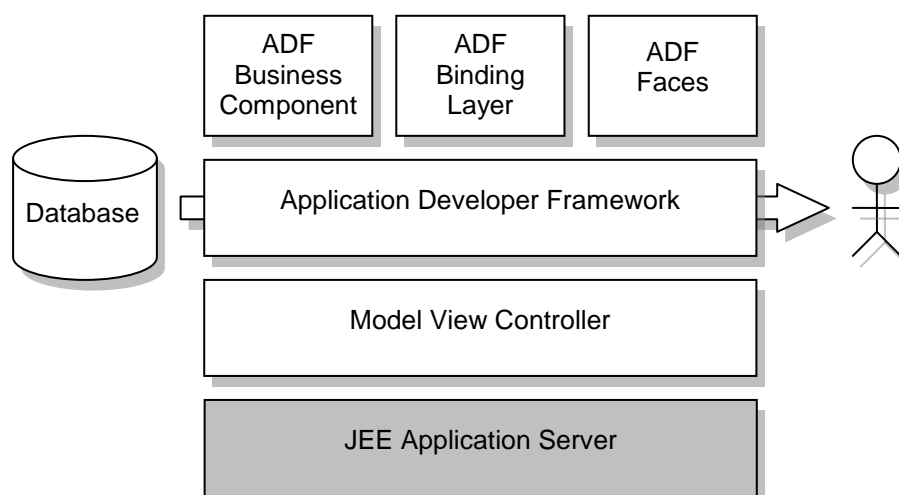 ADF
Business
Component
ADF
Binding
Layer
ADF
Faces
Database
Application Developer Framework
Model View Controller
JEE Application Server